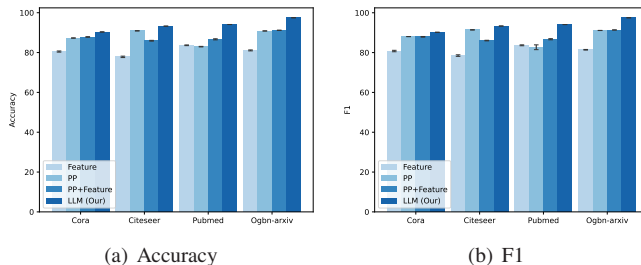 100
80
60
40
20
0
Accuracy
Feature
PP
PP+Feature
LLM (Our)
Cora Citeseer Pubmed Ogbn-arxiv
(a) Accuracy
100
80
60
40
20
0
F1
Feature
PP
PP+Feature
LLM (Our)
Cora Citeseer Pubmed Ogbn-arxiv
(b) F1